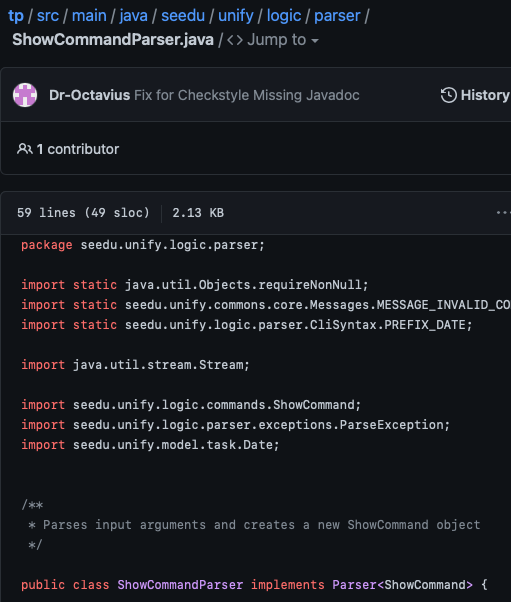 tp / src / main / java / seedu / unify / logic / parser /
ShowCommandParser.java / <> Jump to
Dr-Octavius Fix for Checkstyle Missing Javadoc History
1 contributor
59 lines (49 sloc) 2.13 KB ...
package seedu.unify.logic.parser;
import static java.util.Objects.requireNonNull;
import static seedu.unify.commons.core.Messages.MESSAGE_INVALID_CO
import static seedu.unify.logic.parser.CliSyntax.PREFIX_DATE;
import java.util.stream.Stream;
import seedu.unify.logic.commands.ShowCommand;
import seedu.unify.logic.parser.exceptions.ParseException;
import seedu.unify.model.task.Date;
/**
* Parses input arguments and creates a new ShowCommand object
*/
public class ShowCommandParser implements Parser<ShowCommand> {